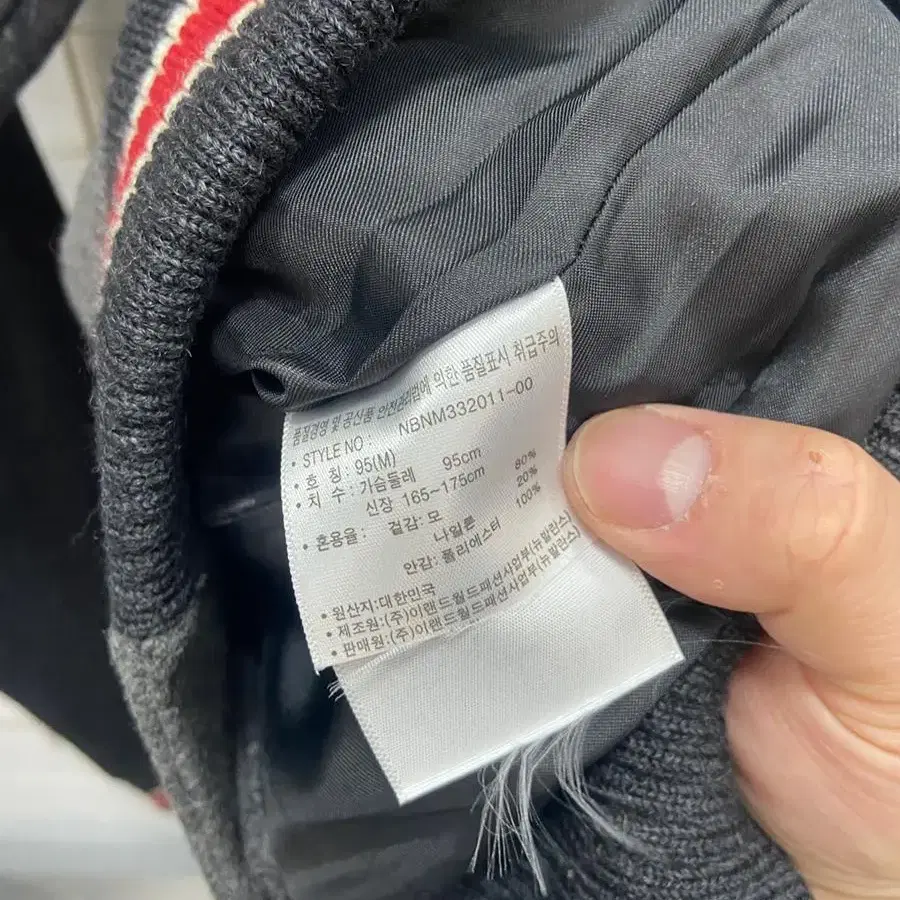 품질경영 및 공산품 안전관리법에 의한 품질표시 취급주의
• STYLE NO : NBNM332011-00
• 호 칭 : 95(M)
• 치 수 : 가슴둘레 95cm
신장 165-175cm
• 혼용율 : 겉감: 모 80%
나일론 20%
안감: 폴리에스터 100%
• 원산지:대한민국
• 제조원:(주)이랜드월드패션사업부(뉴발란스)
• 판매원:(주)이랜드월드패션사업부(뉴발란스)